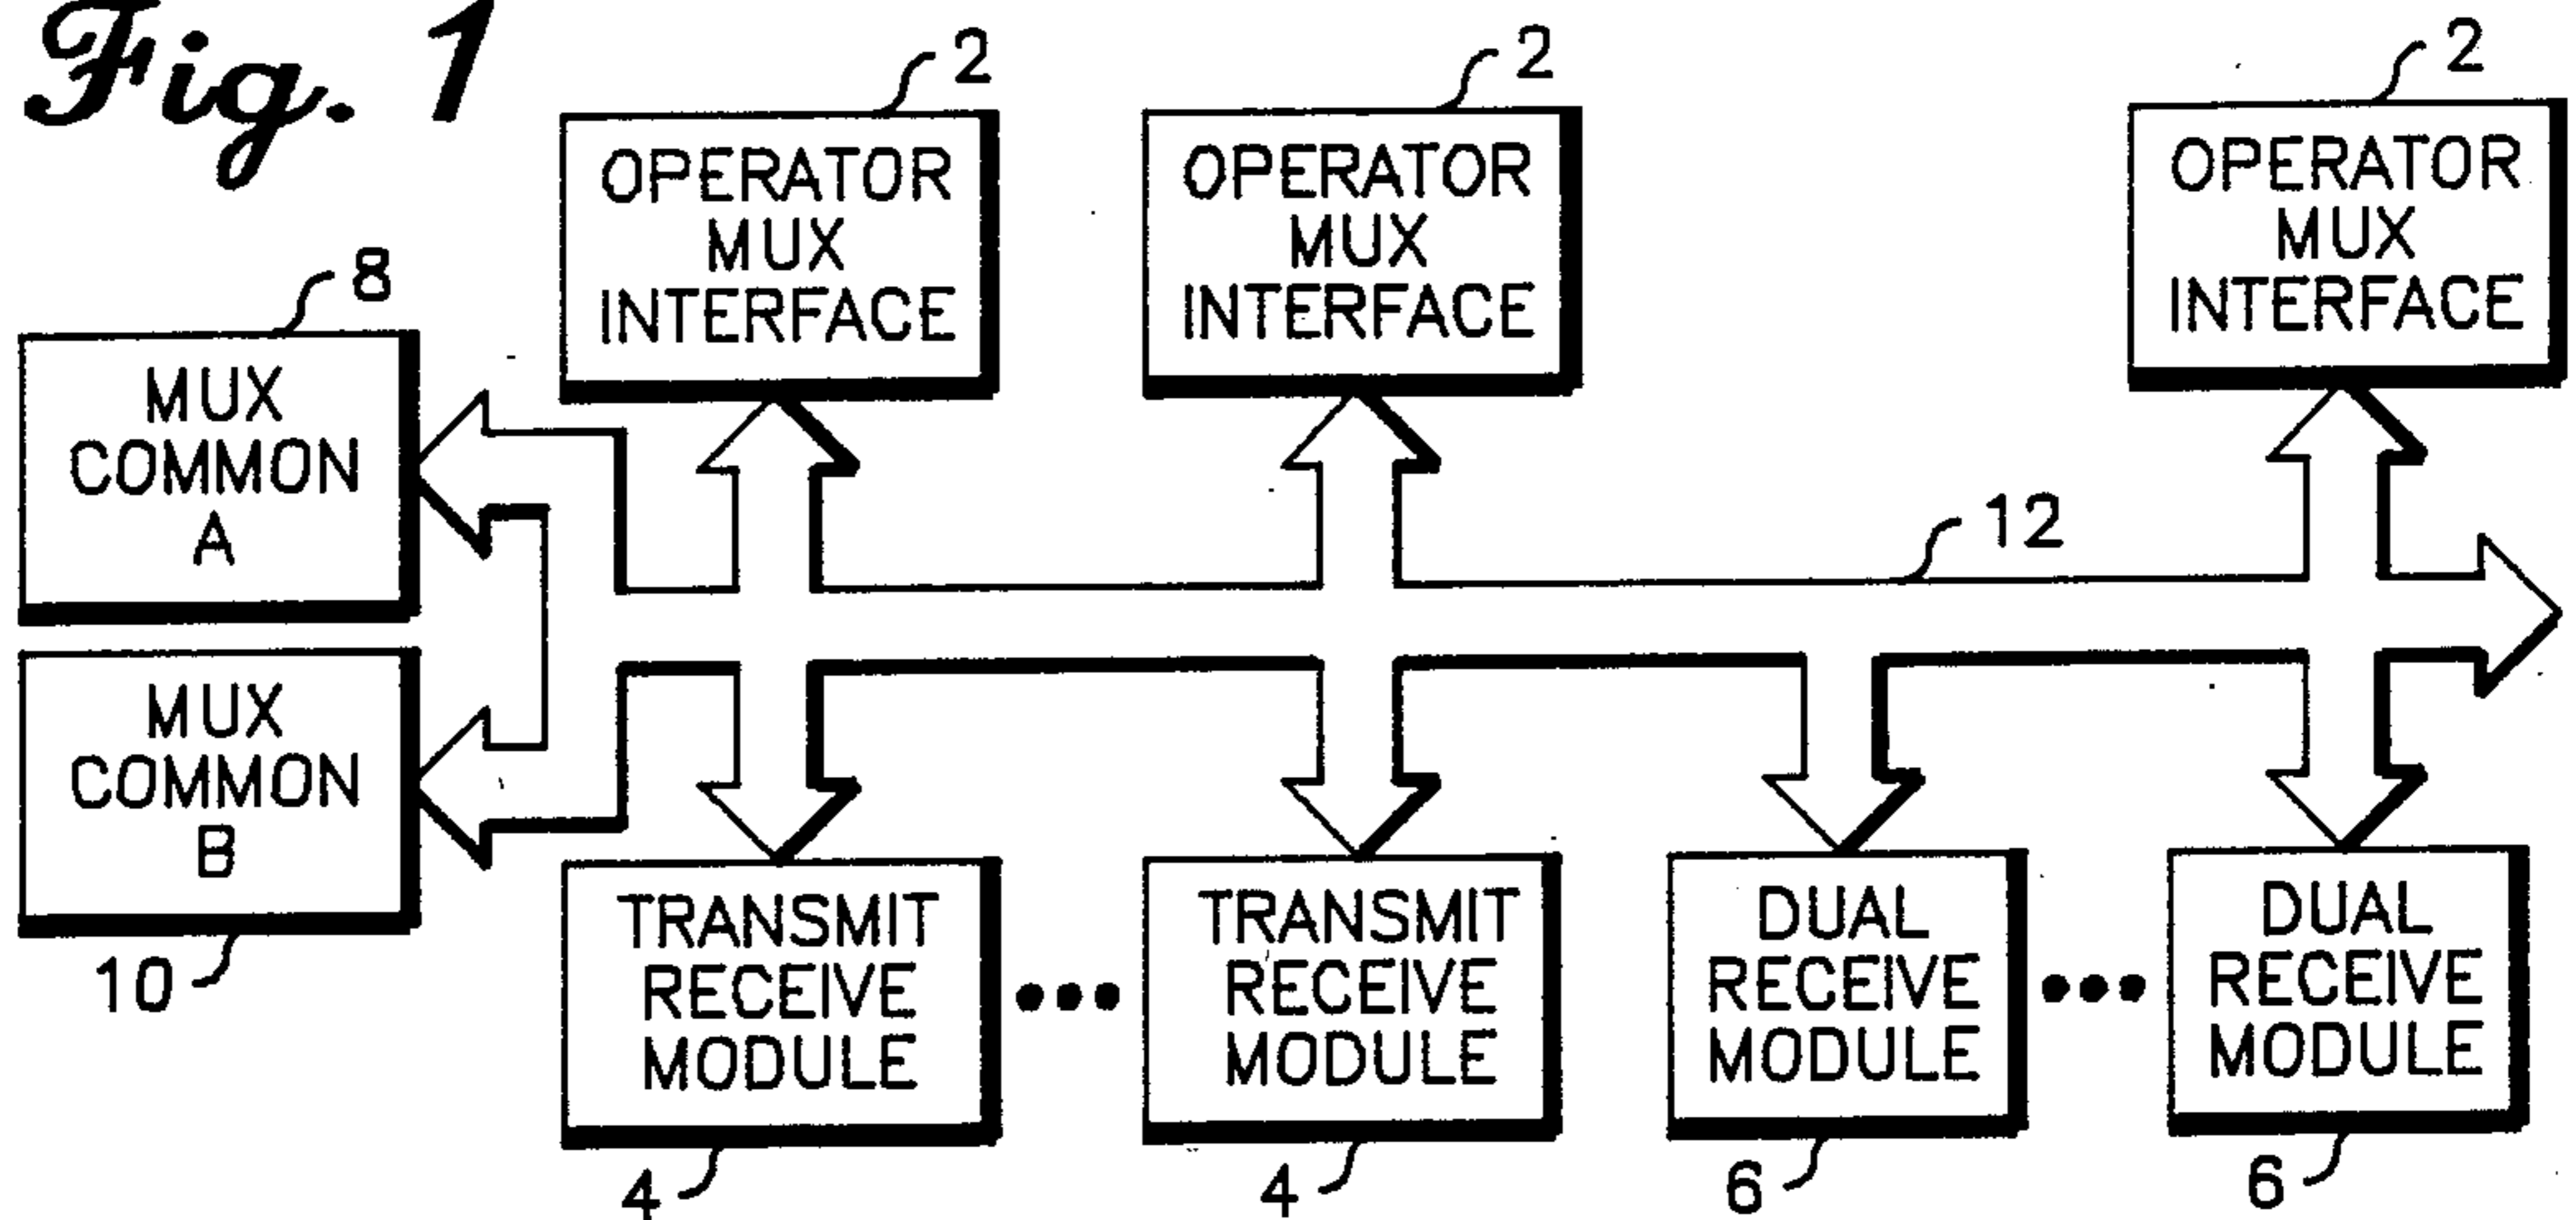 Fig. 1
2
OPERATOR
MUX
INTERFACE
2
OPERATOR
MUX
INTERFACE
2
OPERATOR
MUX
INTERFACE
8
MUX
COMMON
A
12
MUX
COMMON
B
10
TRANSMIT
RECEIVE
MODULE
4
TRANSMIT
RECEIVE
MODULE
4
DUAL
RECEIVE
MODULE
6
DUAL
RECEIVE
MODULE
6